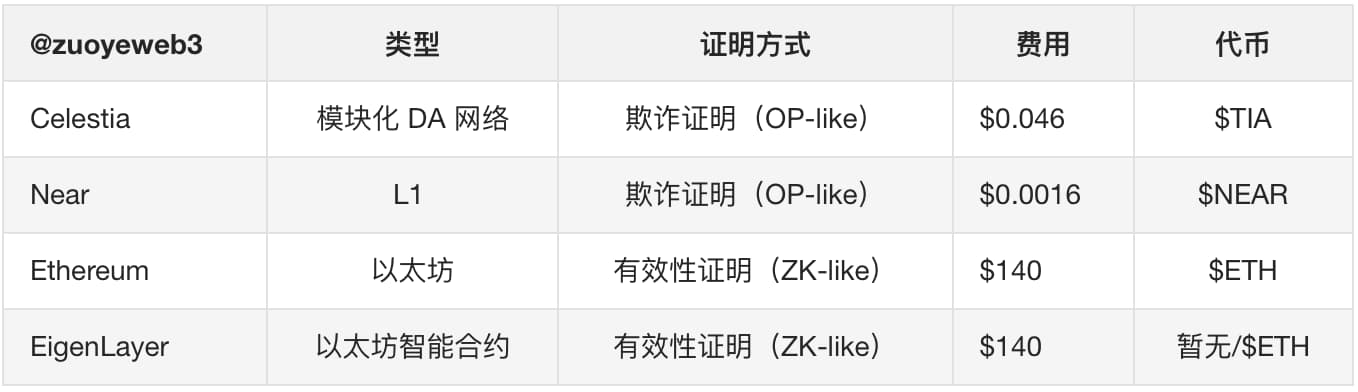 @zuoyeweb3 类型 证明方式 费用 代币
Celestia 模块化 DA 网络 欺诈证明（OP-like） $0.046 $TIA
Near L1 欺诈证明（OP-like） $0.0016 $NEAR
Ethereum 以太坊 有效性证明（ZK-like） $140 $ETH
EigenLayer 以太坊智能合约 有效性证明（ZK-like） $140 暂无/$ETH